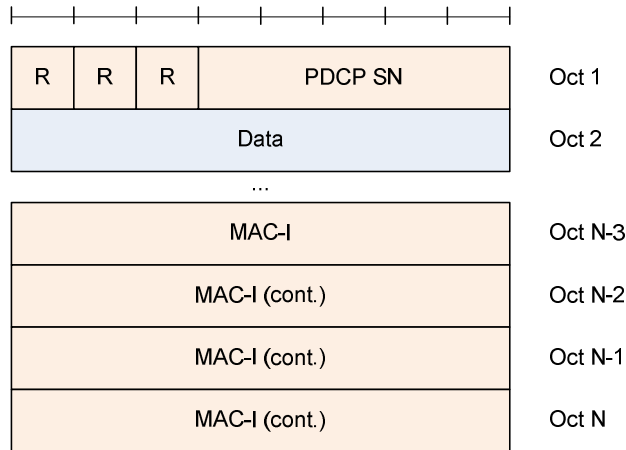 R R R PDCP SN Oct 1
Data Oct 2
...
MAC-I Oct N-3
MAC-I (cont.) Oct N-2
MAC-I (cont.) Oct N-1
MAC-I (cont.) Oct N